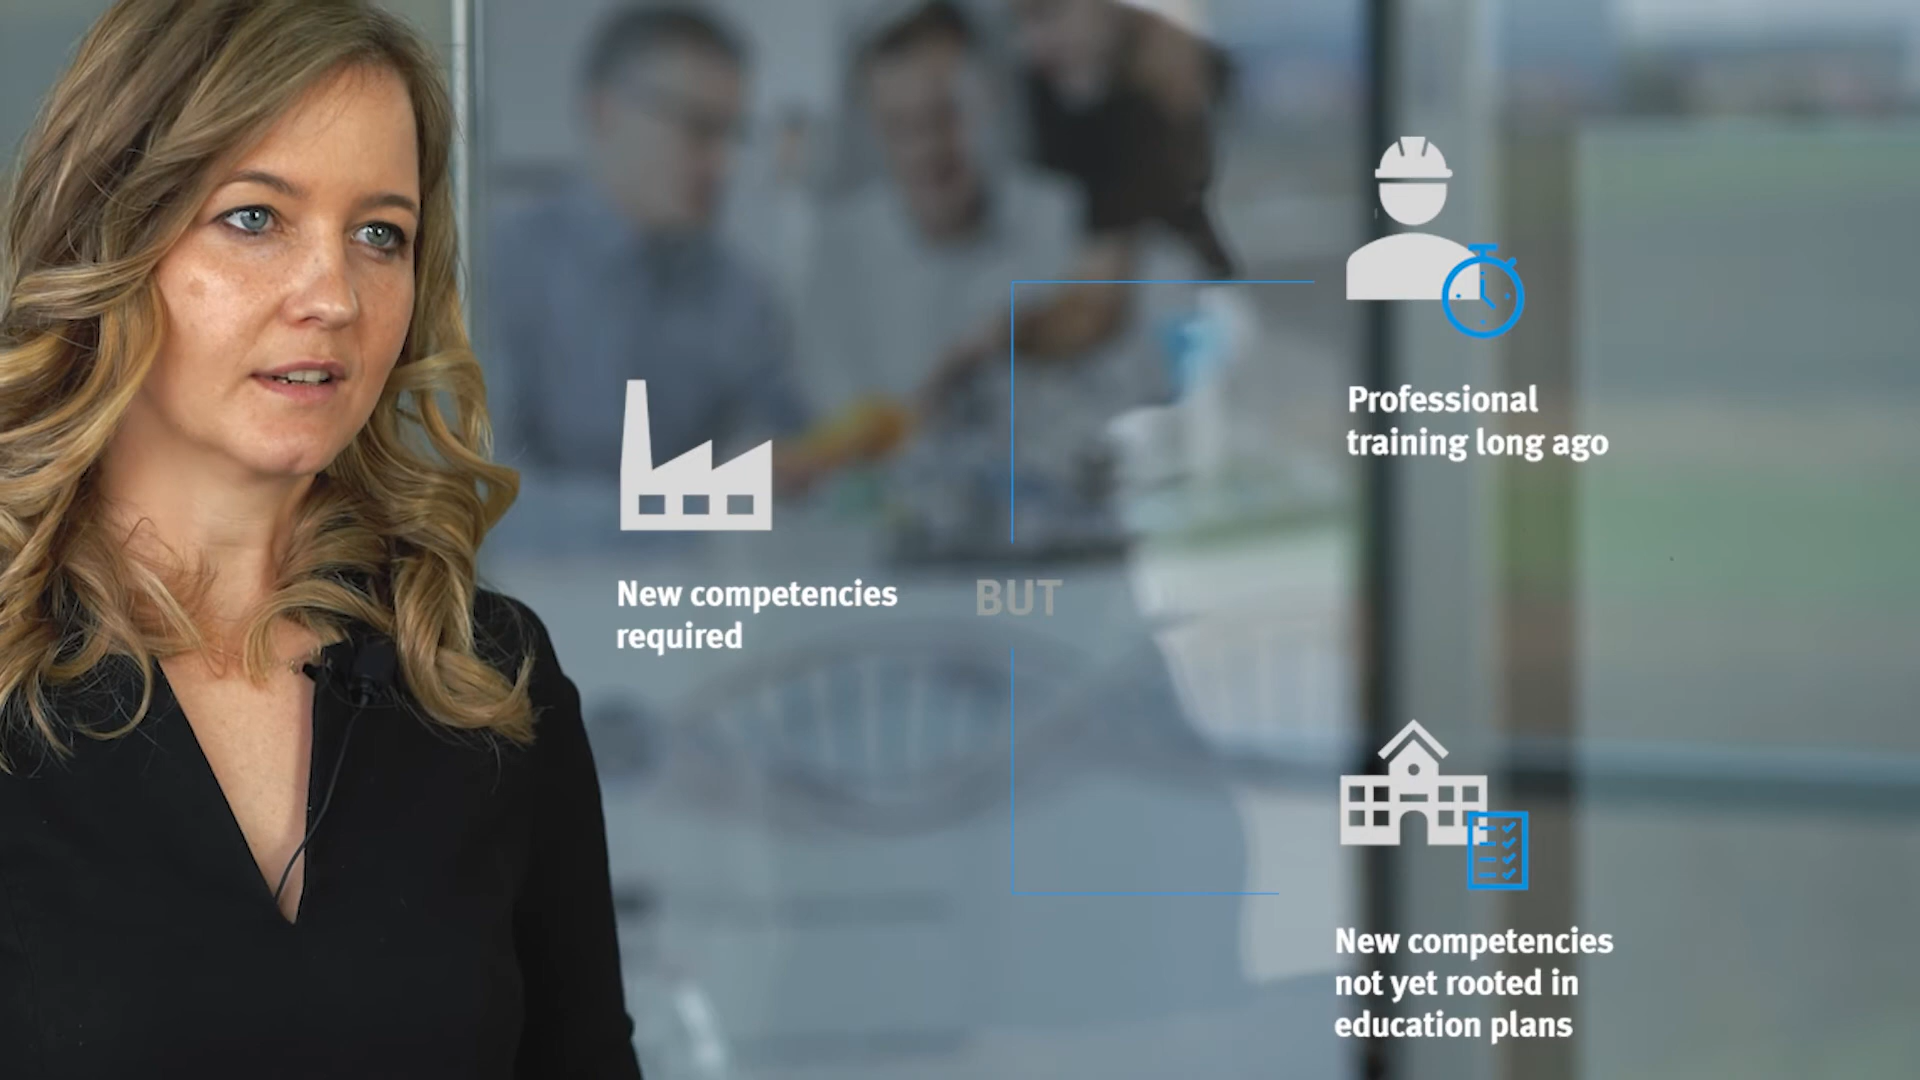 New competencies
required
BUT
Professional
training long ago
New competencies
not yet rooted in
education plans